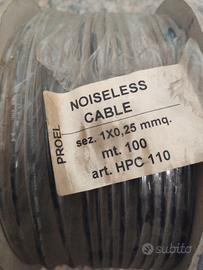 NOISELESS
CABLE
PROEL
sez. 1X0,25 mmq.
mt. 100
art. HPC 110
subito